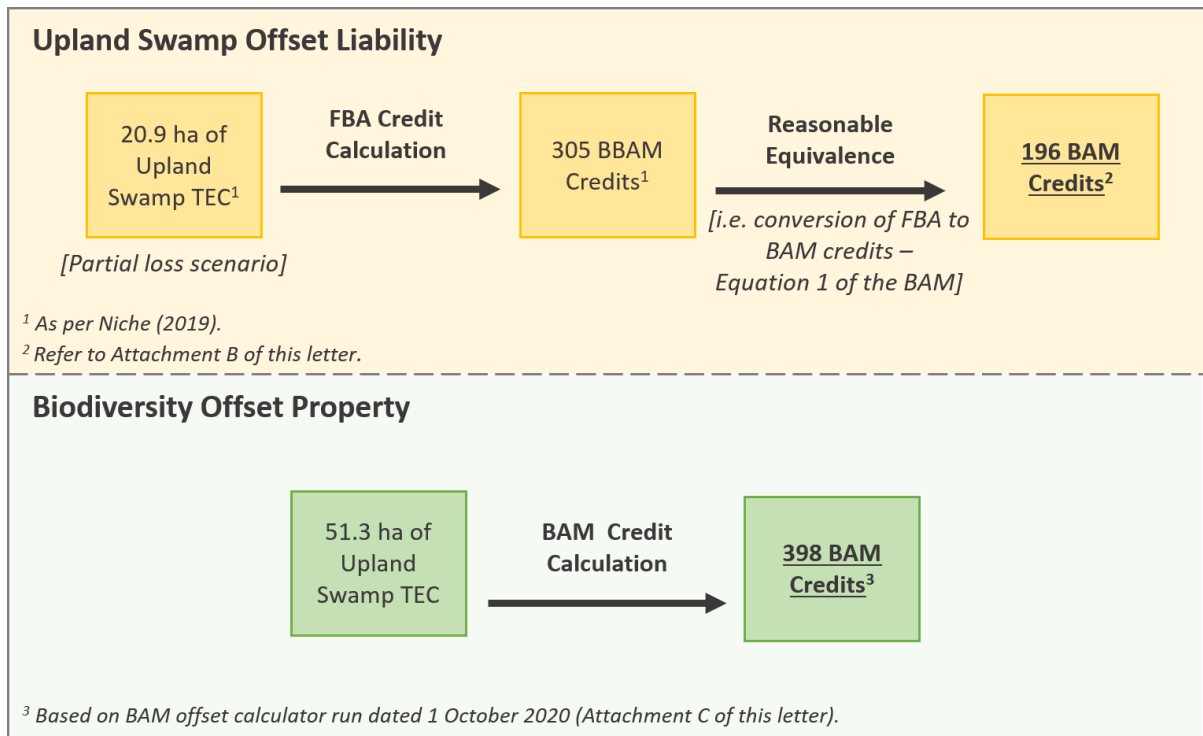 Upland Swamp Offset Liability
20.9 ha of
Upland
Swamp TEC1
[Partial loss scenario]
FBA Credit
Calculation
305 BBAM
Credits1
Reasonable
Equivalence
[i.e. conversion of FBA to
BAM credits –
Equation 1 of the BAM]
196 BAM
Credits2
1 As per Niche (2019).
2 Refer to Attachment B of this letter.
Biodiversity Offset Property
51.3 ha of
Upland
Swamp TEC
BAM Credit
Calculation
398 BAM
Credits3
3 Based on BAM offset calculator run dated 1 October 2020 (Attachment C of this letter).